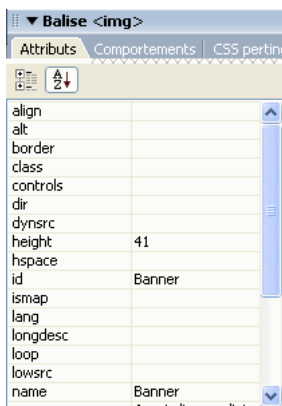 ▼ Balise <img>
Attributs Comportements CSS pertin
A Z
align
alt
border
class
controls
dir
dynsrc
height 41
hspace
id Banner
ismap
lang
longdesc
loop
lowsrc
name Banner